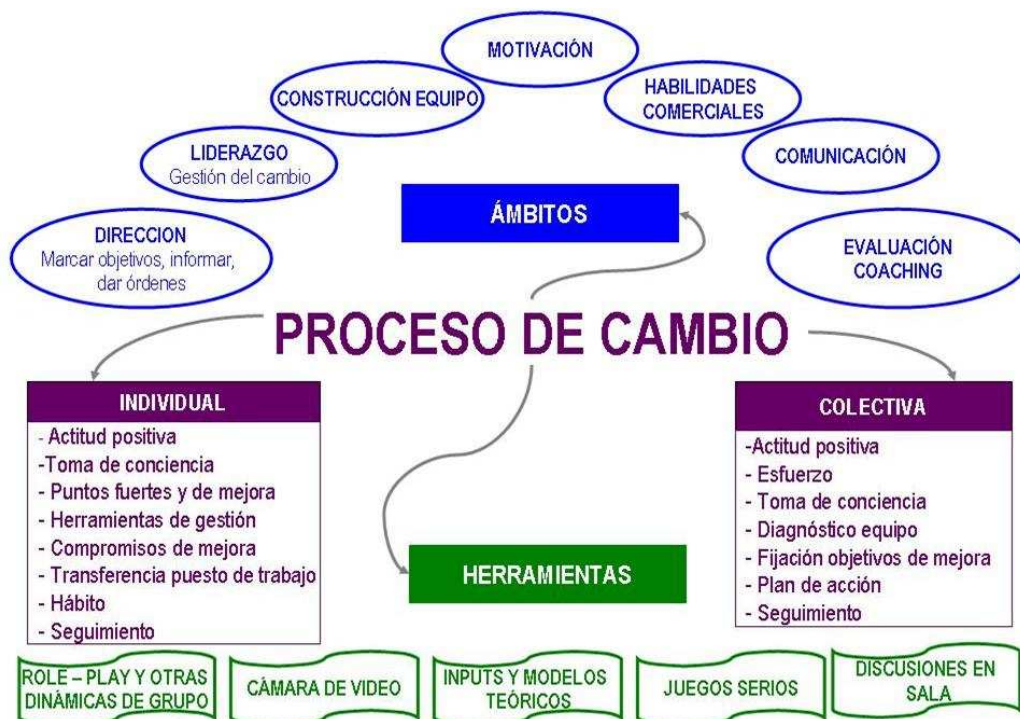 MOTIVACIÓN
CONSTRUCCIÓN EQUIPO
HABILIDADES
COMERCIALES
LIDERAZGO
Gestión del cambio
COMUNICACIÓN
ÁMBITOS
DIRECCION
Marcar objetivos, informar,
dar órdenes
EVALUACIÓN
COACHING
PROCESO DE CAMBIO
INDIVIDUAL
- Actitud positiva
-Toma de conciencia
- Puntos fuertes y de mejora
- Herramientas de gestión
- Compromisos de mejora
- Transferencia puesto de trabajo
- Hábito
- Seguimiento
COLECTIVA
-Actitud positiva
- Esfuerzo
- Toma de conciencia
- Diagnóstico equipo
- Fijación objetivos de mejora
- Plan de acción
- Seguimiento
HERRAMIENTAS
ROLE – PLAY Y OTRAS
DINÁMICAS DE GRUPO
CÁMARA DE VIDEO
INPUTS Y MODELOS
TEÓRICOS
JUEGOS SERIOS
DISCUSIONES EN
SALA